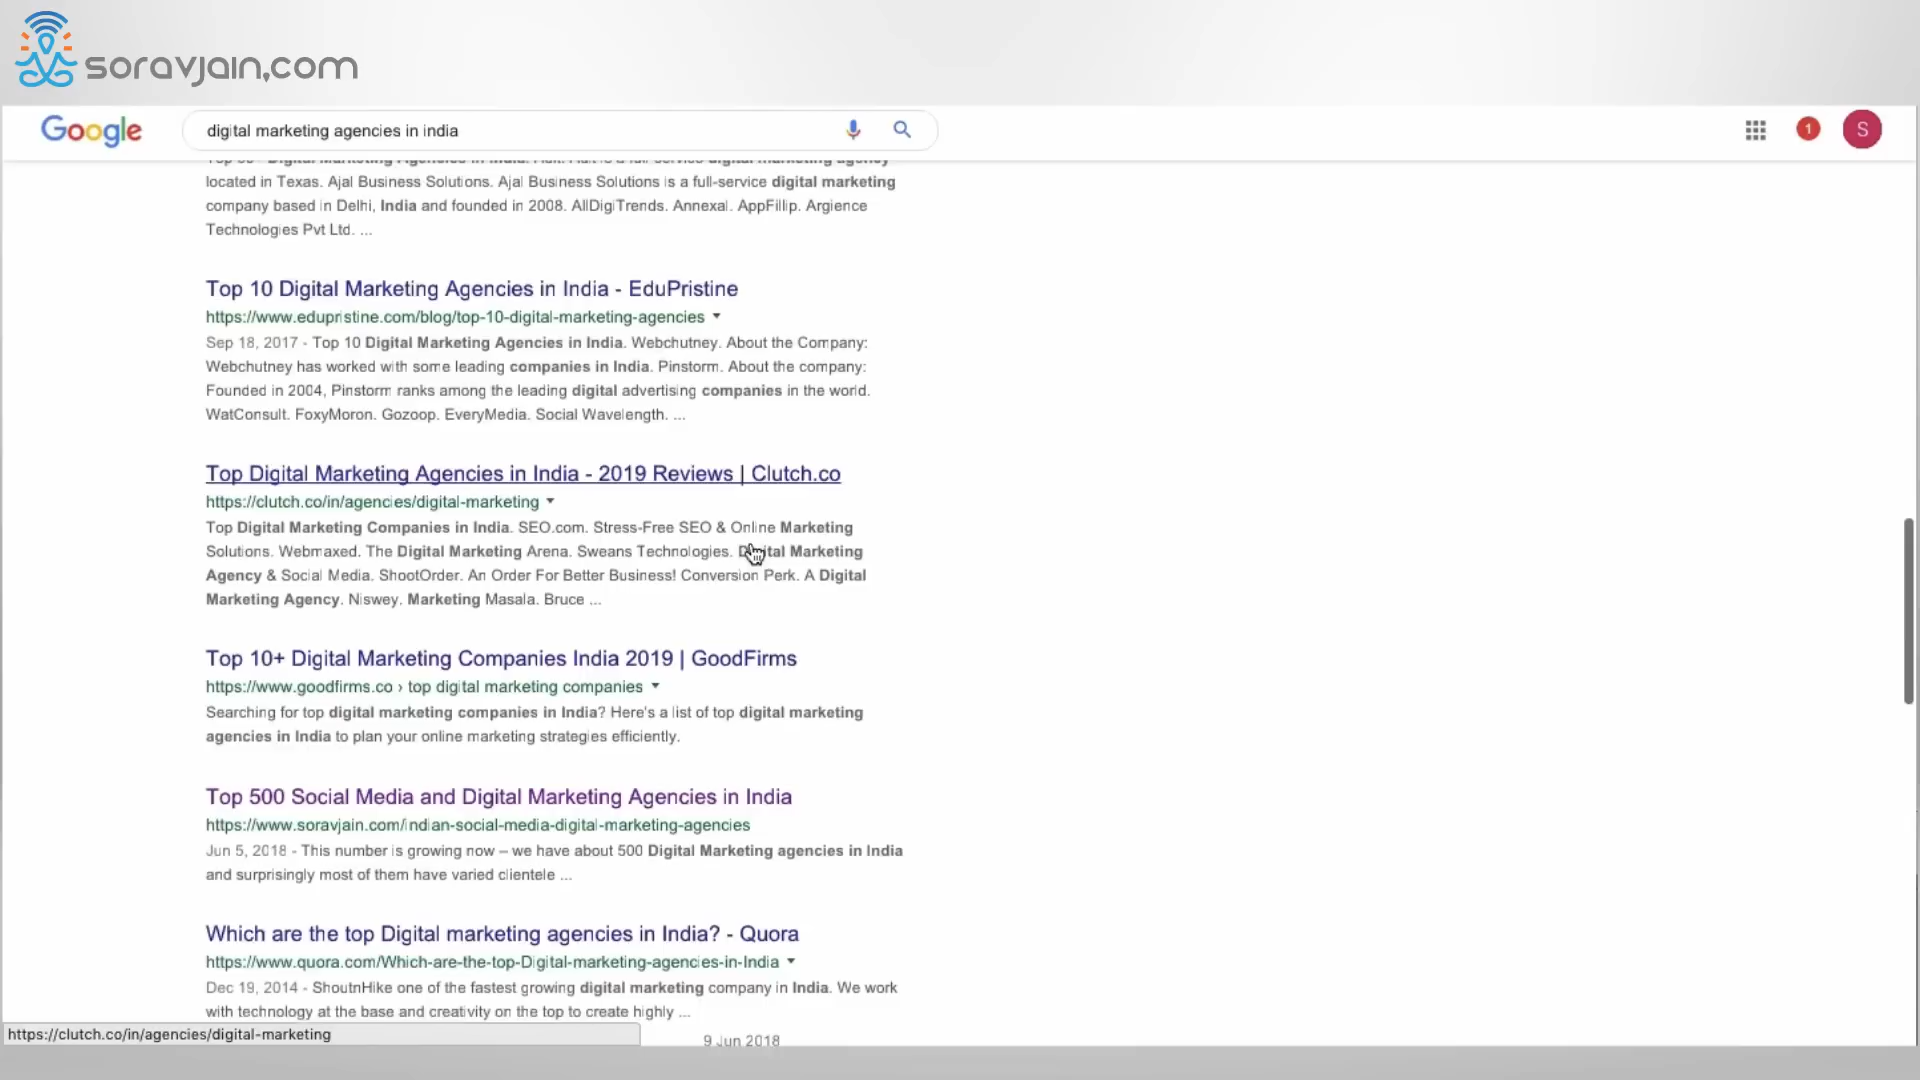 soravjain.com
Google
digital marketing agencies in india
1
S
Digital Marketing Agencies in India. is a full-service digital marketing agency
located in Texas. Ajal Business Solutions. Ajal Business Solutions is a full-service digital marketing
company based in Delhi, India and founded in 2008. AllDigiTrends. Annexal. AppFillip. Argience
Technologies Pvt Ltd. ...
Top 10 Digital Marketing Agencies in India - EduPristine
https://www.edupristine.com/blog/top-10-digital-marketing-agencies
Sep 18, 2017 - Top 10 Digital Marketing Agencies in India. Webchutney. About the Company:
Webchutney has worked with some leading companies in India. Pinstorm. About the company:
Founded in 2004, Pinstorm ranks among the leading digital advertising companies in the world.
WatConsult. FoxyMoron. Gozoop. EveryMedia. Social Wavelength. ...
Top Digital Marketing Agencies in India - 2019 Reviews | Clutch.co
https://clutch.co/in/agencies/digital-marketing
Top Digital Marketing Companies in India. SEO.com. Stress-Free SEO & Online Marketing
Solutions. Webmaxed. The Digital Marketing Arena. Sweans Technologies. Digital Marketing
Agency & Social Media. ShootOrder. An Order For Better Business! Conversion Perk. A Digital
Marketing Agency. Niswey. Marketing Masala. Bruce ...
Top 10+ Digital Marketing Companies India 2019 | GoodFirms
https://www.goodfirms.co › top digital marketing companies
Searching for top digital marketing companies in India? Here's a list of top digital marketing
agencies in India to plan your online marketing strategies efficiently.
Top 500 Social Media and Digital Marketing Agencies in India
https://www.soravjain.com/indian-social-media-digital-marketing-agencies
Jun 5, 2018 - This number is growing now – we have about 500 Digital Marketing agencies in India
and surprisingly most of them have varied clientele ...
Which are the top Digital marketing agencies in India? - Quora
https://www.quora.com/Which-are-the-top-Digital-marketing-agencies-in-India
Dec 19, 2014 - ShoutnHike one of the fastest growing digital marketing company in India. We work
with technology at the base and creativity on the top to create highly ...
https://clutch.co/in/agencies/digital-marketing
9 Jun 2018